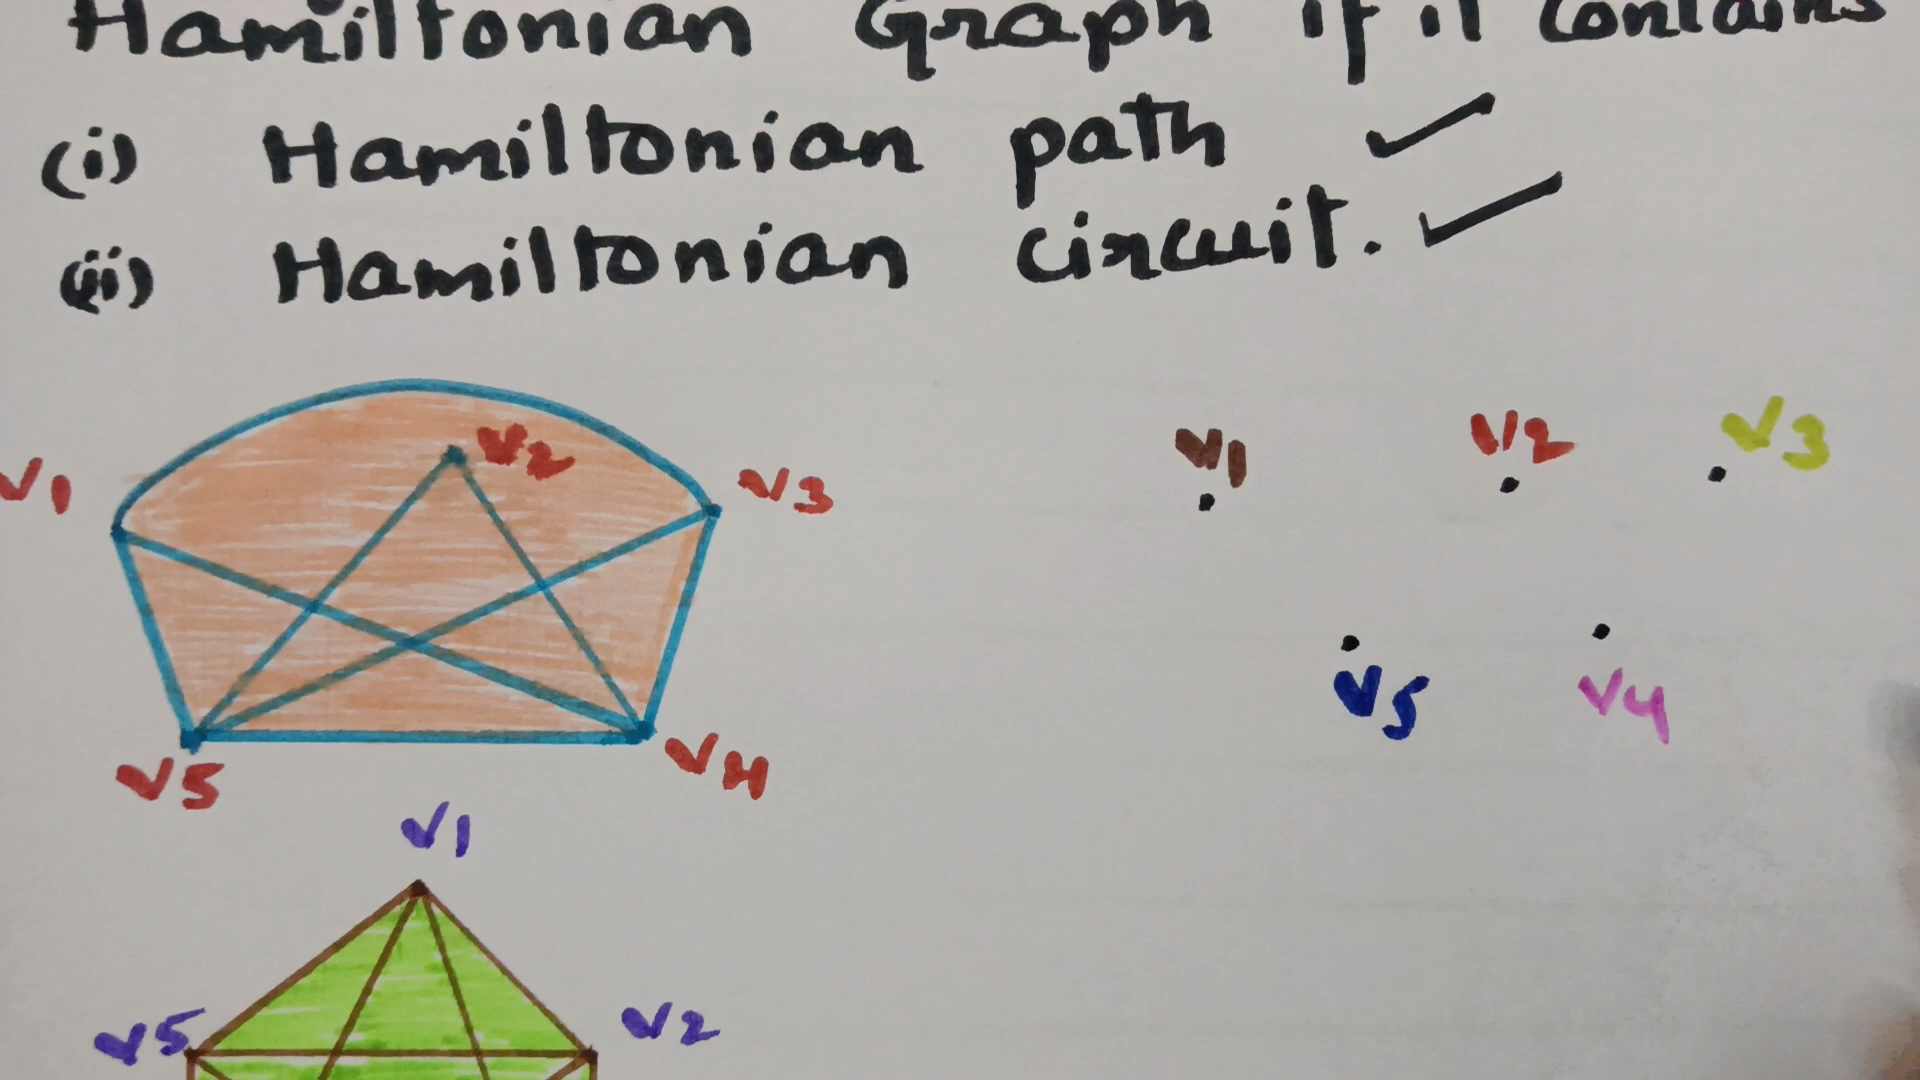 Hamiltonian Graph if it contains
(i) Hamiltonian path ✓
(ii) Hamiltonian circuit. ✓
V1 V2 V3
V5 V4
V1 V2 V3
V5 V4
V1
V5 V2